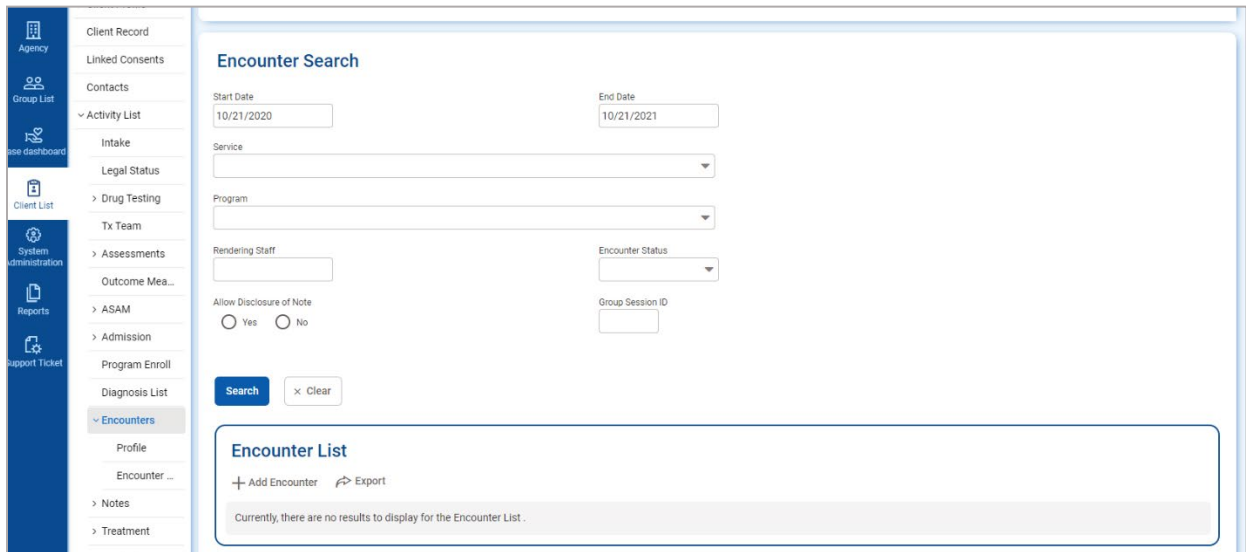 Agency
Group List
ase dashboard
Client List
System
dministration
Reports
Support Ticket
Client Record
Linked Consents
Contacts
Activity List
Intake
Legal Status
Drug Testing
Tx Team
Assessments
Outcome Mea...
ASAM
Admission
Program Enroll
Diagnosis List
Encounters
Profile
Encounter ...
Notes
Treatment
Encounter Search
Start Date
End Date
10/21/2020
10/21/2021
Service
Program
Rendering Staff
Encounter Status
Allow Disclosure of Note
Group Session ID
Yes No
Search
× Clear
Encounter List
+ Add Encounter
Export
Currently, there are no results to display for the Encounter List .